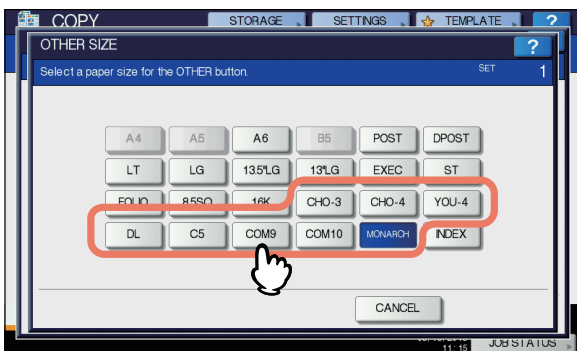 COPY STORAGE SETTINGS TEMPLATE ?
OTHER SIZE ?
Select a paper size for the OTHER button. SET 1
A4 A5 A6 B5 POST DPOST
LT LG 13.5"LG 13"LG EXEC ST
FOLIO 8.5SQ 16K CHO-3 CHO-4 YOU-4
DL C5 COM9 COM10 MONARCH INDEX
CANCEL
11:15 JOB STATUS